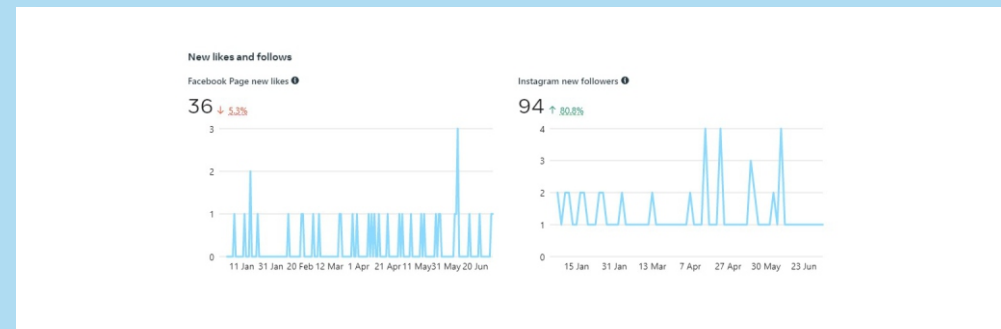 New likes and follows
Facebook Page new likes
36 ↓ 5.3%
3
2
1
0
11 Jan 31 Jan 20 Feb 12 Mar 1 Apr 21 Apr 11 May 31 May 20 Jun
Instagram new followers
94 ↑ 80.8%
4
3
2
1
0
15 Jan 31 Jan 13 Mar 7 Apr 27 Apr 30 May 23 Jun